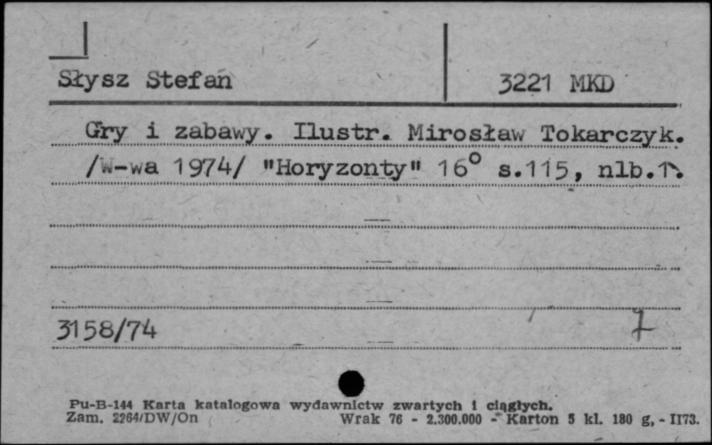 Słysz Stefan 3221 MKD
Gry i zabawy. Ilustr. Mirosław Tokarczyk.
/W-wa 1974/ "Horyzonty" 16° s.115, nlb.1.
3158/74 7
Pu-B-144 Karta katalogowa wydawnictw zwartych i ciągłych.
Zam. 2264/DW/On Wrak 76 - 2.300.000 - Karton 5 kl. 180 g, - II73.